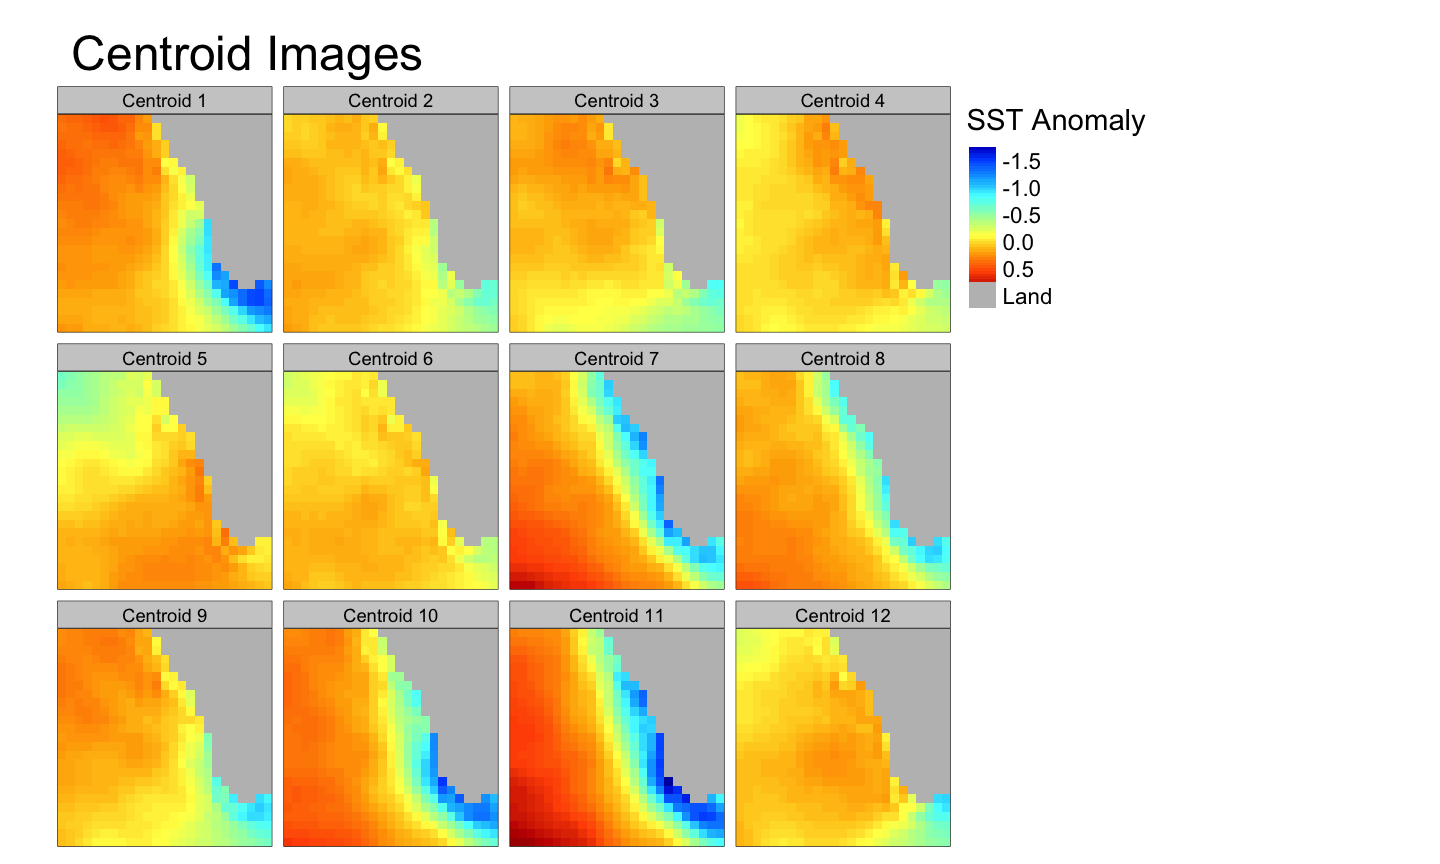 Centroid Images
Centroid 1
Centroid 2
Centroid 3
Centroid 4
SST Anomaly
-1.5
-1.0
-0.5
0.0
0.5
Land
Centroid 5
Centroid 6
Centroid 7
Centroid 8
Centroid 9
Centroid 10
Centroid 11
Centroid 12